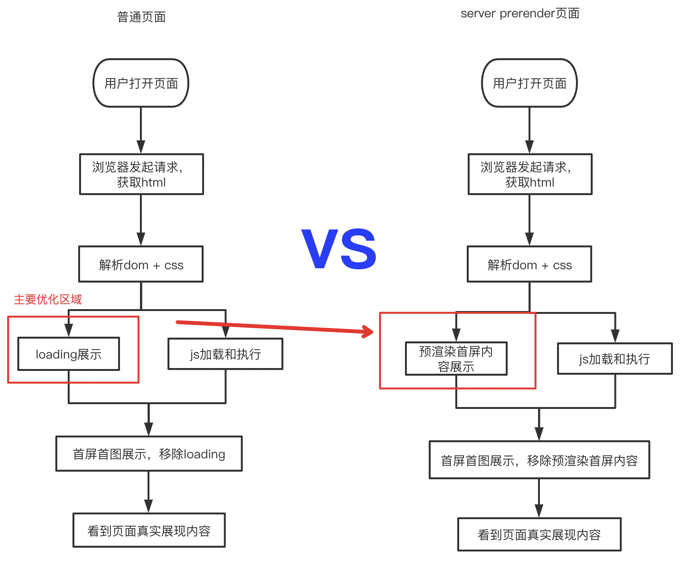 普通页面
用户打开页面
浏览器发起请求，
获取html
解析dom + css
主要优化区域
loading展示
js加载和执行
首屏首图展示，移除loading
看到页面真实展现内容
VS
server prerender页面
用户打开页面
浏览器发起请求，
获取html
解析dom + css
预渲染首屏内
容展示
js加载和执行
首屏首图展示，移除预渲染首屏内容
看到页面真实展现内容